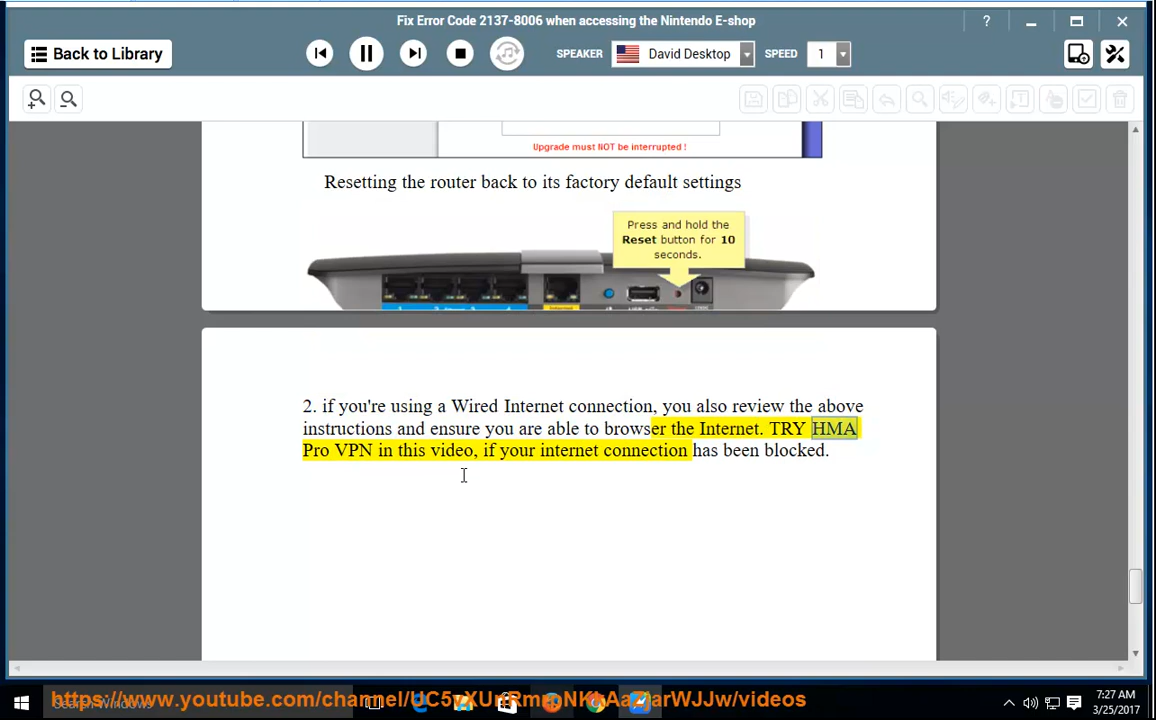 Fix Error Code 2137-8006 when accessing the Nintendo E-shop
?
Back to Library
SPEAKER David Desktop SPEED 1
Upgrade must NOT be interrupted !
Resetting the router back to its factory default settings
Press and hold the
Reset button for 10
seconds.
Internet
2. if you're using a Wired Internet connection, you also review the above
instructions and ensure you are able to browser the Internet. TRY HMA
Pro VPN in this video, if your internet connection has been blocked.
7:27 AM
3/25/2017